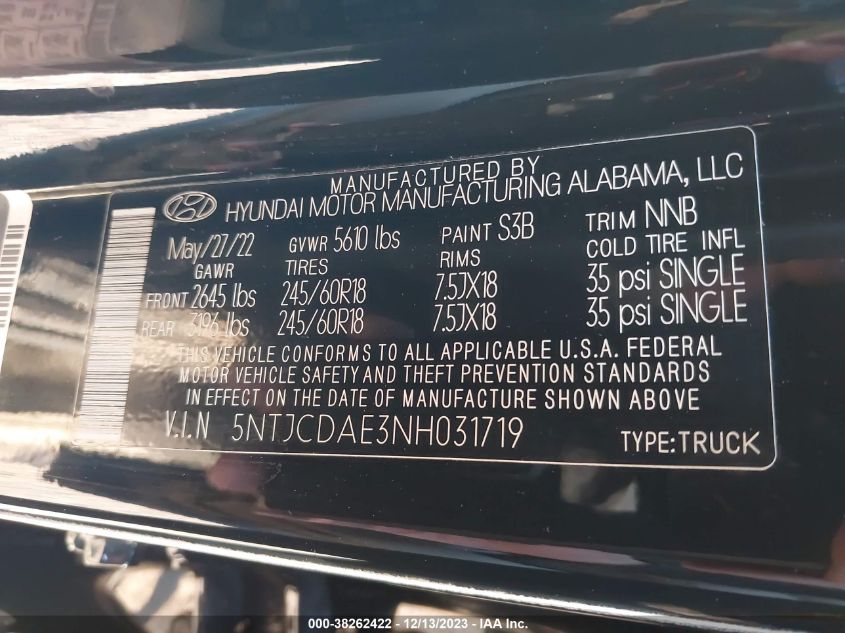 MANUFACTURED BY
HYUNDAI MOTOR MANUFACTURING ALABAMA, LLC
May/27/22 GVWR 5610 lbs PAINT S3B TRIM NNB
GAWR TIRES RIMS COLD TIRE INFL
FRONT 2645 lbs 245/60R18 7.5JX18 35 psi SINGLE
REAR 3196 lbs 245/60R18 7.5JX18 35 psi SINGLE
THIS VEHICLE CONFORMS TO ALL APPLICABLE U.S.A. FEDERAL
MOTOR VEHICLE SAFETY AND THEFT PREVENTION STANDARDS
IN EFFECT ON THE DATE OF MANUFACTURE SHOWN ABOVE
V.I.N 5NTJCDAE3NH031719 TYPE:TRUCK
000-38262422 - 12/13/2023 - IAA Inc.